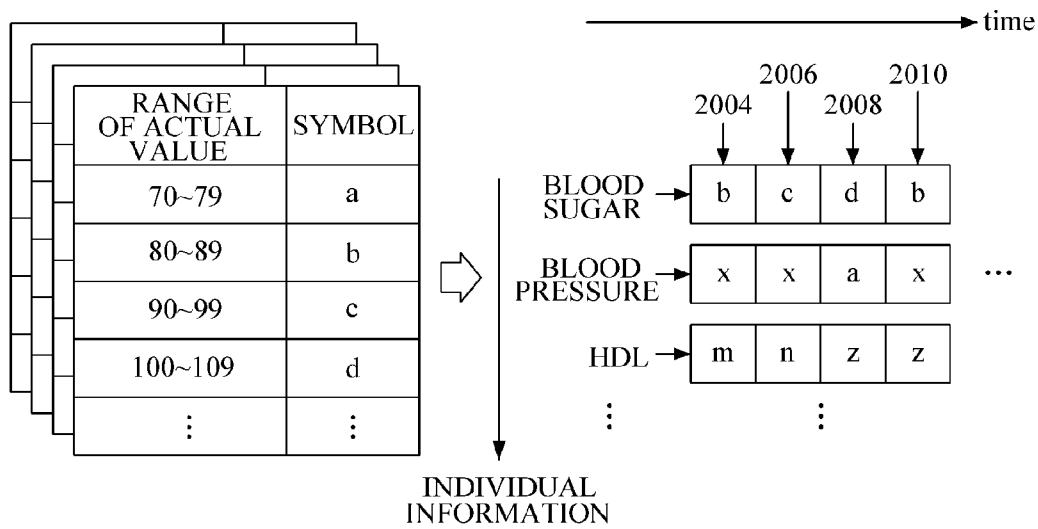 RANGE
OF ACTUAL
VALUE
SYMBOL
70~79 a
80~89 b
90~99 c
100~109 d
⋮ ⋮
time
2006 2010
2004 2008
BLOOD
SUGAR
b c d b
BLOOD
PRESSURE
x x a x ...
HDL m n z z
⋮ ⋮
INDIVIDUAL
INFORMATION